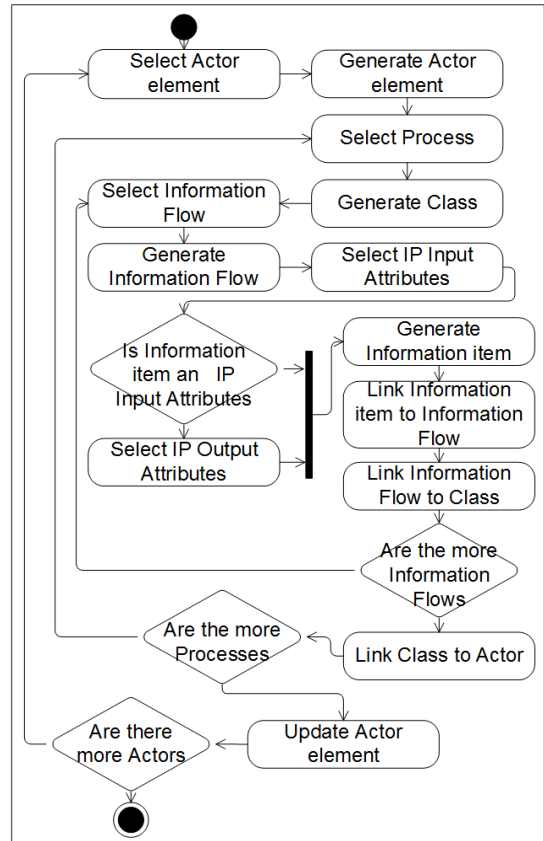 Select Actor
element
Generate Actor
element
Select Process
Select Information
Flow
Generate Class
Generate
Information Flow
Select IP Input
Attributes
Is Information
item an IP
Input Attributes
Generate
Information item
Link Information
item to Information
Flow
Select IP Output
Attributes
Link Information
Flow to Class
Are the more
Information
Flows
Are the more
Processes
Link Class to Actor
Are there
more Actors
Update Actor
element